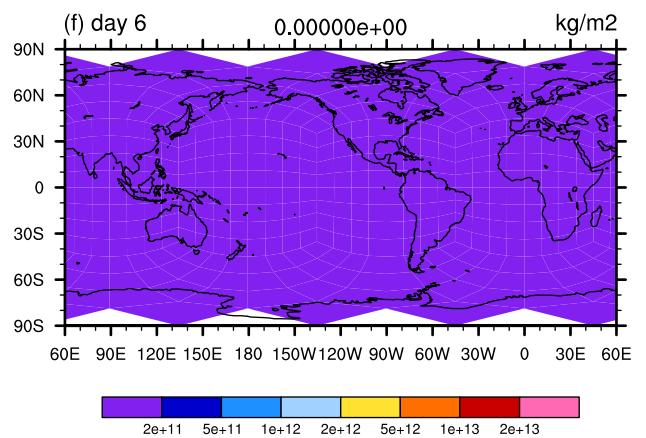 (f) day 6 0.00000e+00 kg/m2
90N
60N
30N
0
30S
60S
90S
60E 90E 120E 150E 180 150W 120W 90W 60W 30W 0 30E 60E
2e+11 5e+11 1e+12 2e+12 5e+12 1e+13 2e+13